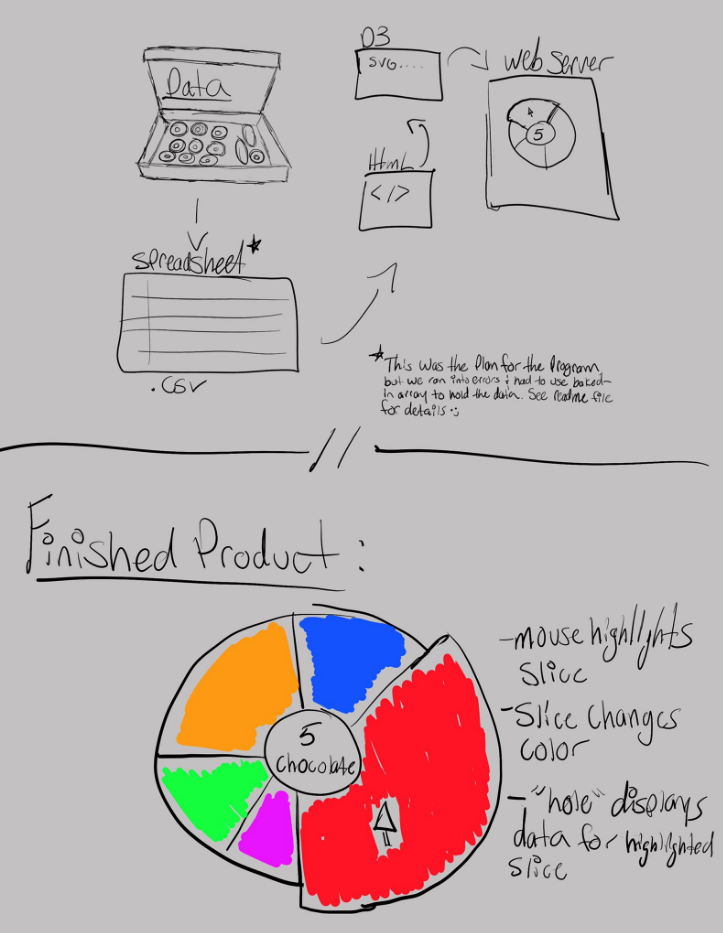 Data
D3
SVG....
web server
5
HTML
</>
spreadsheet*
.CSV
* This was the Plan for the Program,
but we ran into errors & had to use baked-
in array to hold the data. See readme file
for details :)
Finished Product:
5
Chocolate
- mouse highlights
slice
- Slice Changes
color
- "hole" displays
data for highlighted
slice